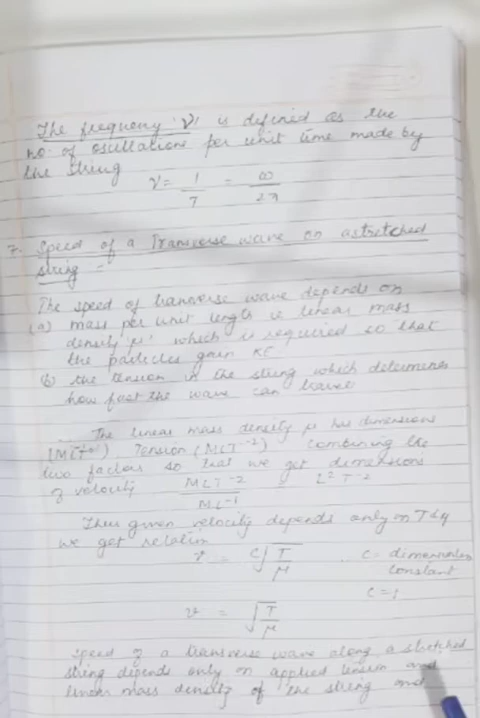 The frequency 'ν' is defined as the
no. of oscillations per unit time made by
the string
ν = 1/T = ω/2π
7. Speed of a Transverse wave on a stretched
string -
The speed of transverse wave depends on
(a) mass per unit length ie linear mass
density 'μ' which is required so that
the particles gain KE
(b) the tension in the string which determines
how fast the wave can travel
The linear mass density μ has dimensions
Tension (MLT⁻²) combining the
two factors so that we get dimensions
of velocity MLT⁻²/ML⁻¹ = L²T⁻²
Thus given velocity depends only on T & μ
we get relation
= C√(T/μ) C = dimensionless
constant
C = 1
v = √(T/μ)
Speed of a transverse wave along a stretched
string depends only on applied tension and
linear mass density of the string and